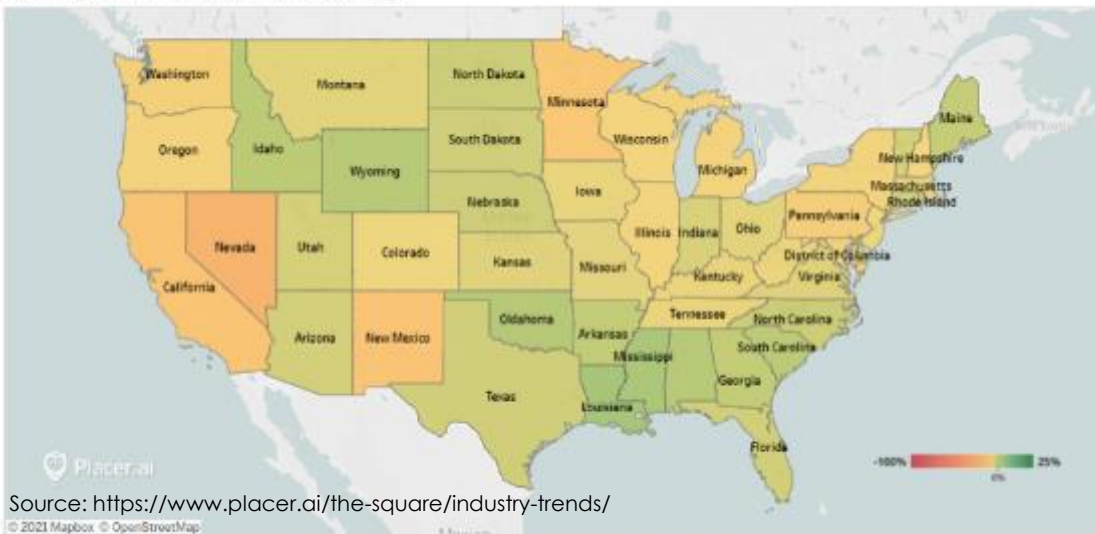 Washington
Montana
North Dakota
Minnesota
Maine
Oregon
Idaho
South Dakota
Wisconsin
New Hampshire
Wyoming
Michigan
Massachusetts
Rhode Island
Iowa
Nebraska
Pennsylvania
Nevada
Utah
Colorado
Illinois
Indiana
Ohio
Kansas
Missouri
District of Columbia
Kentucky
Virginia
California
Tennessee
North Carolina
Arizona
New Mexico
Oklahoma
Arkansas
South Carolina
Mississippi
Georgia
Texas
Louisiana
Florida
Placer.ai
-100%
25%
0%
Source: https://www.placer.ai/the-square/industry-trends/
© 2021 Mapbox © OpenStreetMap